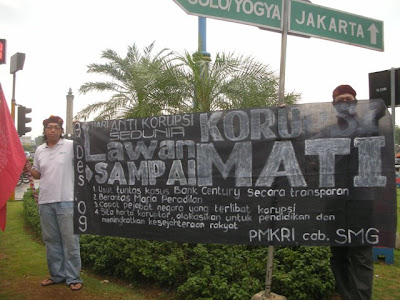 SOLO/YOGYA
JAKARTA
9 Des 09
HARI ANTI KORUPSI
SEDUNIA
Lawan KORUPSI
SAMPAI MATI
1. Usut tuntas kasus Bank Century secara transparan
2. Berantas Maria Peradilan
3. Copot pejabat negara yang terlibat korupsi
4. Sita harta koruptor, alokasikan untuk pendidikan dan
meningkatkan kesejahteraan rakyat
PMKRI cab. SMG